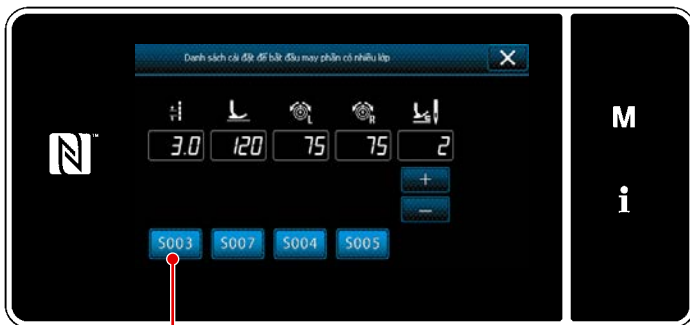 Danh sách cài đặt để bắt đầu may phần có nhiều lớp
L R S
3.0 120 75 75 2
+
−
S003 S007 S004 S005
M
i
N